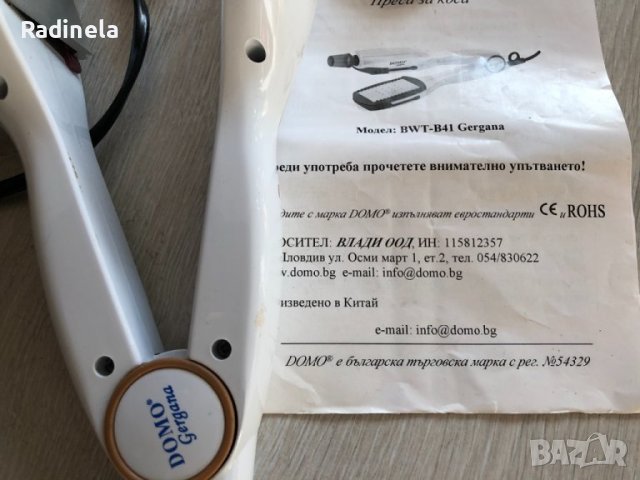 Radinela
Преса за коса
Модел: BWT-B41 Gergana
реди употреба прочетете внимателно упътването!
дите с марка DOMO® изпълняват евростандарти CE и ROHS
ОСИТЕЛ: ВЛАДИ ООД, ИН: 115812357
Пловдив ул. Осми март 1, ет.2, тел. 054/830622
w.domo.bg e-mail: info@domo.bg
изведено в Китай
e-mail: info@domo.bg
DOMO® е българска търговска марка с рег. №54329
DOMO®
Gergana
BAZAR